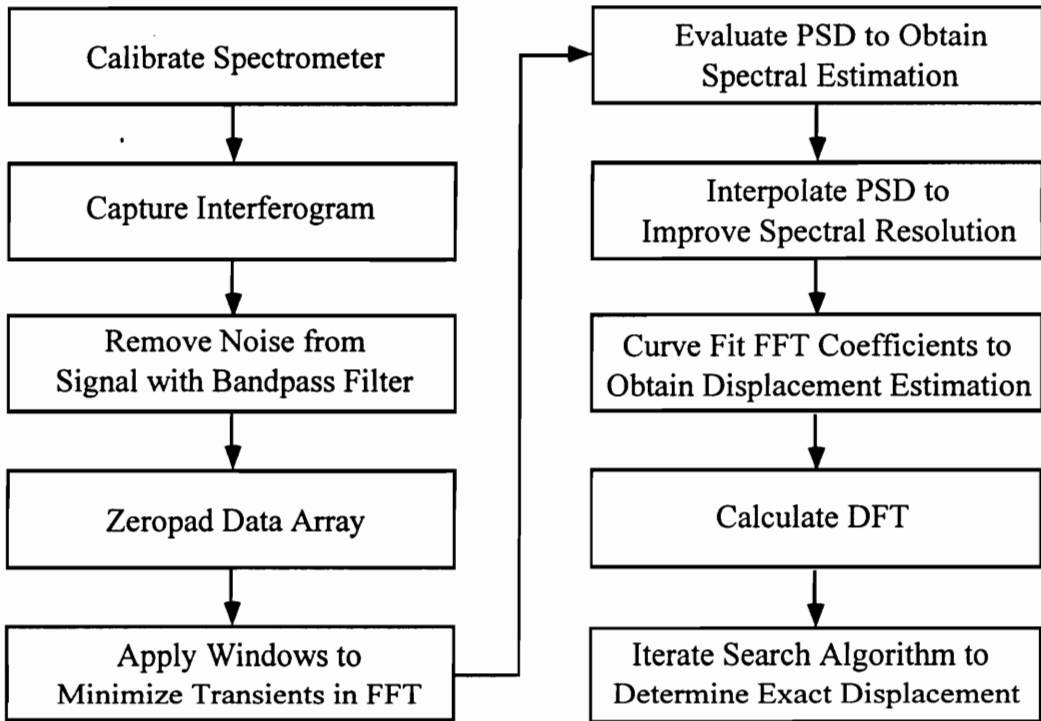 Calibrate Spectrometer
Capture Interferogram
Remove Noise from
Signal with Bandpass Filter
Zeropad Data Array
Apply Windows to
Minimize Transients in FFT
Evaluate PSD to Obtain
Spectral Estimation
Interpolate PSD to
Improve Spectral Resolution
Curve Fit FFT Coefficients to
Obtain Displacement Estimation
Calculate DFT
Iterate Search Algorithm to
Determine Exact Displacement